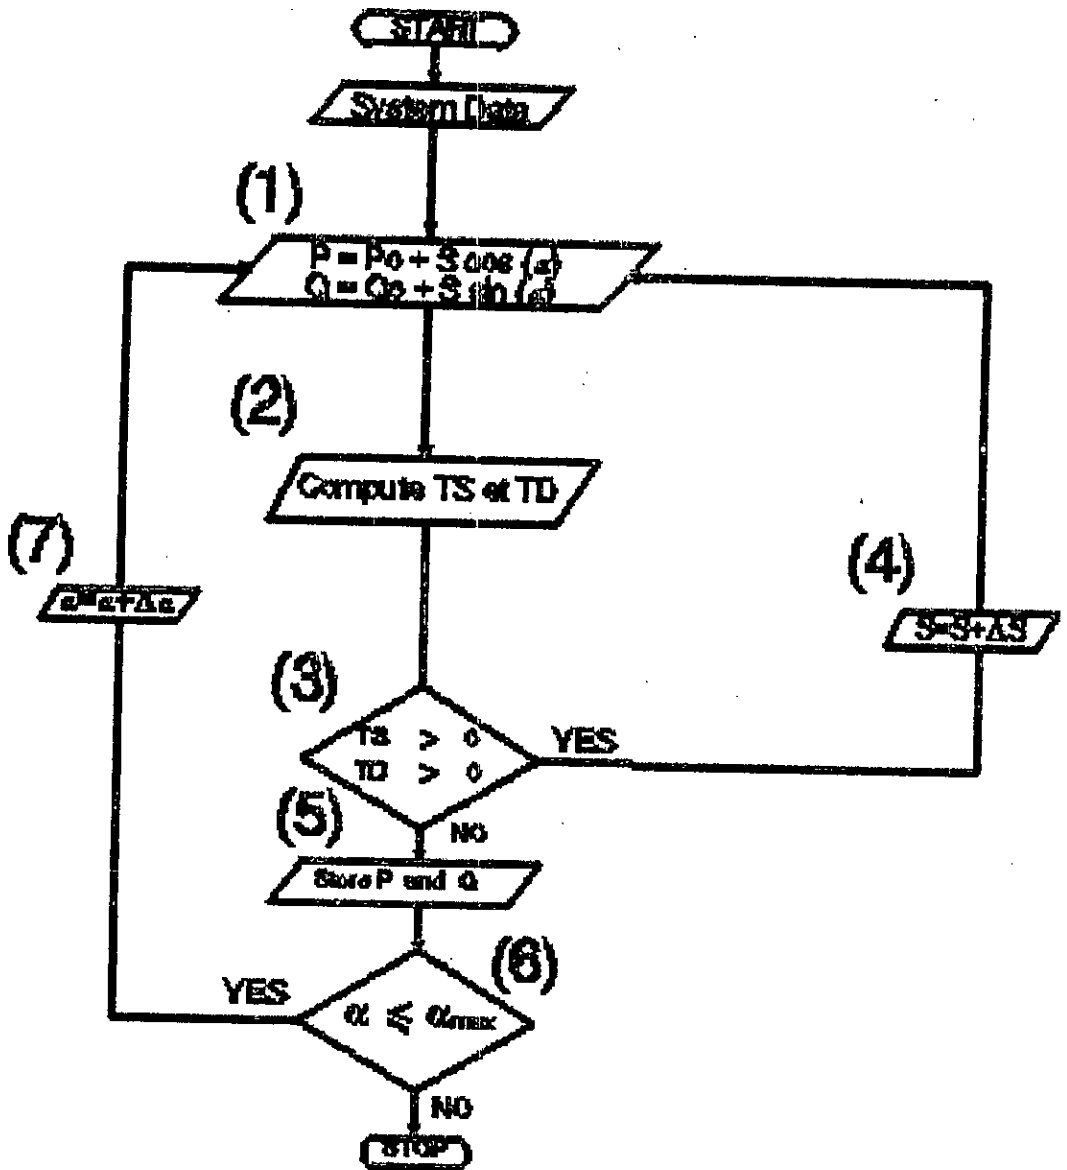 START
System Data
(1)
P = Po + S cos (α)
Q = Qo + S sin (α)
(2)
Compute TS et TD
(7)
α=α+Δα
(4)
S=S+ΔS
(3)
TS > 0
TD > 0
YES
(5)
NO
Store P and Q
(6)
YES
α ≤ αmax
NO
STOP